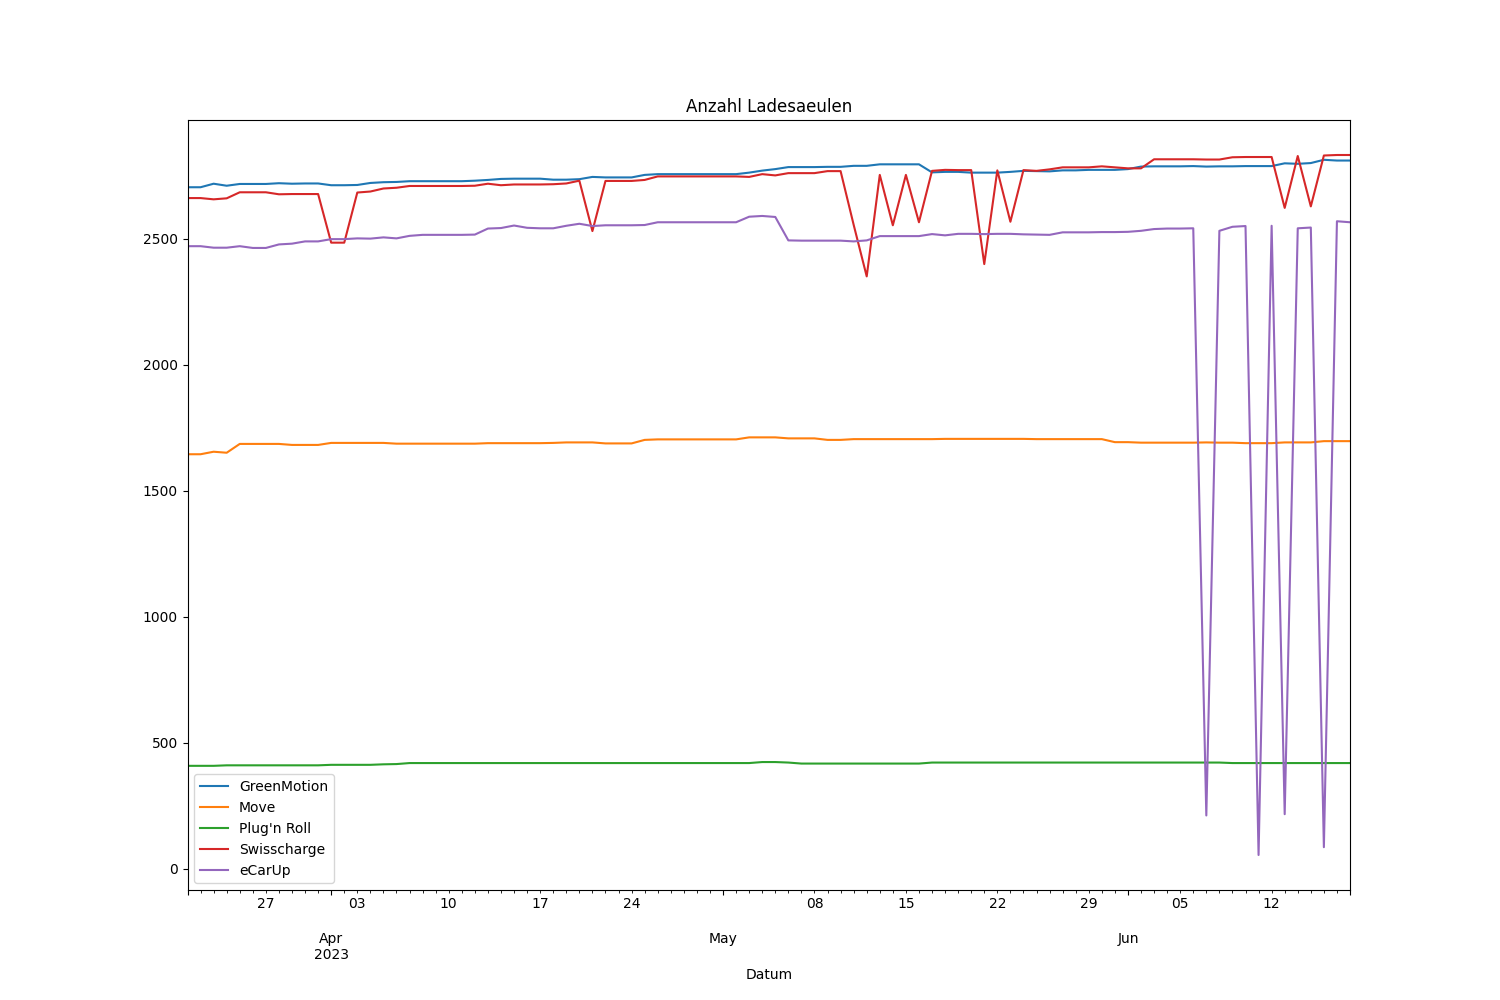 Anzahl Ladesaeulen
2500
2000
1500
1000
500
0
GreenMotion
Move
Plug'n Roll
Swisscharge
eCarUp
27 03 10 17 24 08 15 22 29 05 12
Apr May Jun
2023
Datum